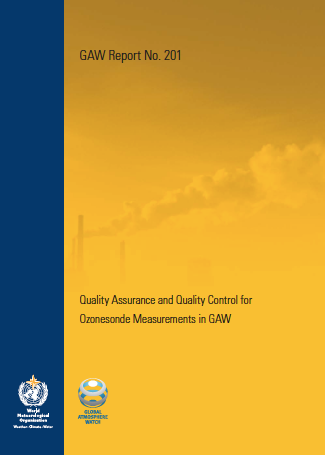 GAW Report No. 201
Quality Assurance and Quality Control for
Ozonesonde Measurements in GAW
World
Meteorological
Organization
Weather · Climate · Water
GLOBAL
ATMOSPHERE
WATCH